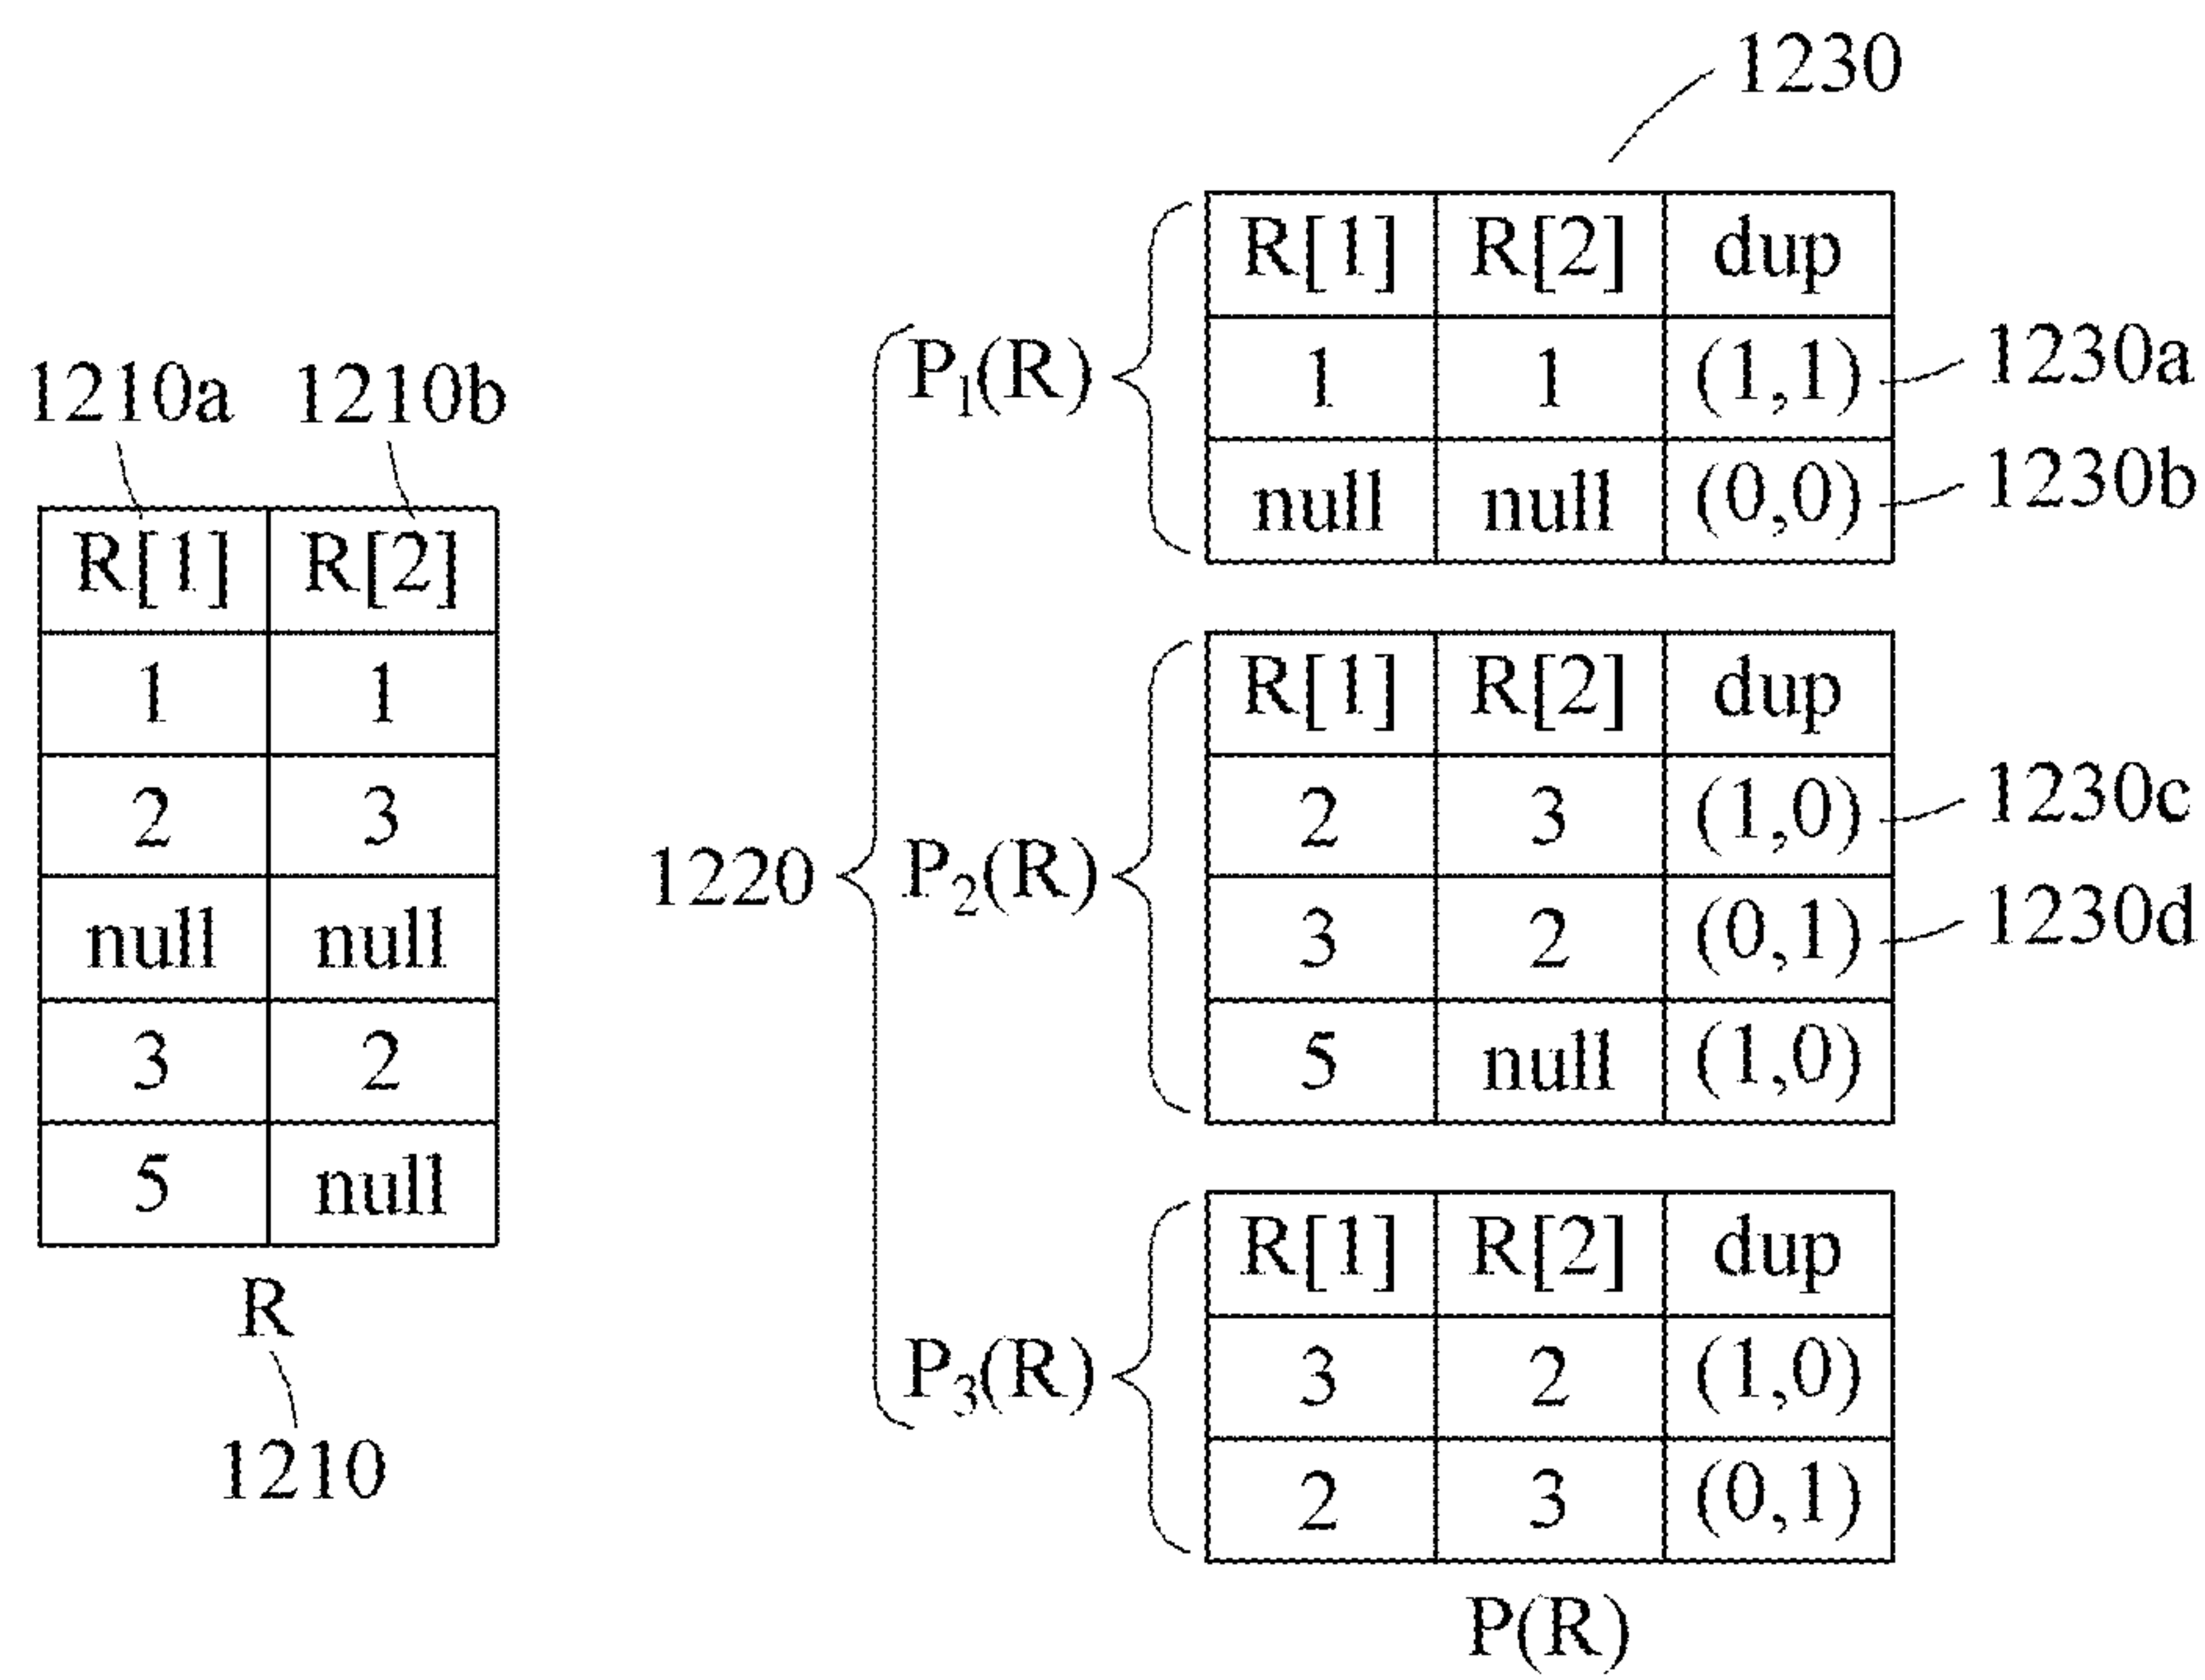 1230
R[1] R[2] dup
P1(R)
1 1 (1,1) 1230a
null null (0,0) 1230b
1210a 1210b
R[1] R[2]
1 1
2 3
null null
3 2
5 null
R
1210
1220
R[1] R[2] dup
P2(R)
2 3 (1,0) 1230c
3 2 (0,1) 1230d
5 null (1,0)
R[1] R[2] dup
P3(R)
3 2 (1,0)
2 3 (0,1)
P(R)